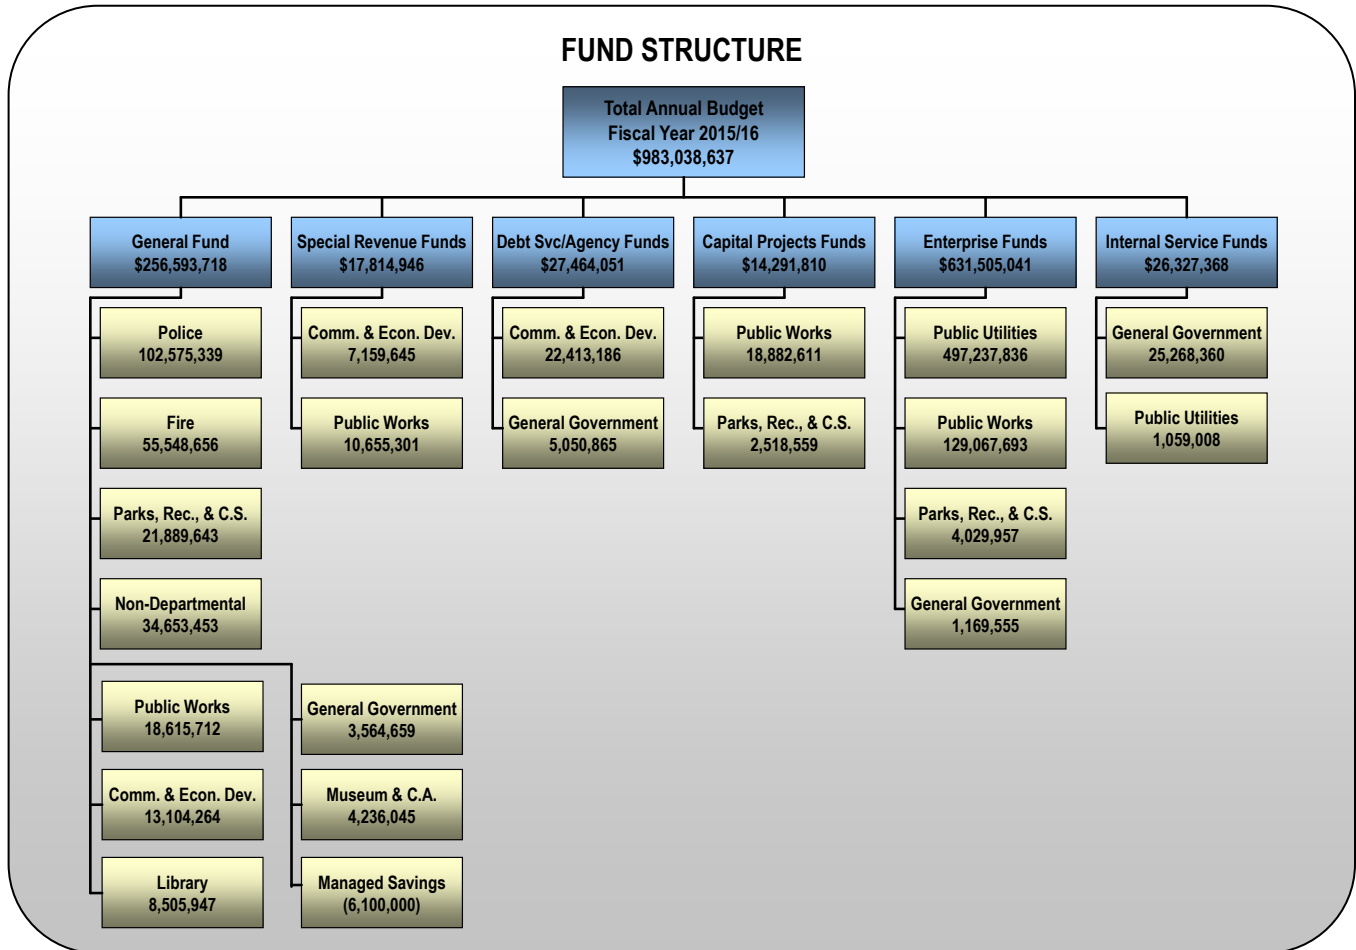 FUND STRUCTURE
Total Annual Budget
Fiscal Year 2015/16
$983,038,637
General Fund
$256,593,718
Special Revenue Funds
$17,814,946
Debt Svc/Agency Funds
$27,464,051
Capital Projects Funds
$14,291,810
Enterprise Funds
$631,505,041
Internal Service Funds
$26,327,368
Police
102,575,339
Comm. & Econ. Dev.
7,159,645
Comm. & Econ. Dev.
22,413,186
Public Works
18,882,611
Public Utilities
497,237,836
General Government
25,268,360
Fire
55,548,656
Public Works
10,655,301
General Government
5,050,865
Parks, Rec., & C.S.
2,518,559
Public Works
129,067,693
Public Utilities
1,059,008
Parks, Rec., & C.S.
21,889,643
Parks, Rec., & C.S.
4,029,957
Non-Departmental
34,653,453
General Government
1,169,555
Public Works
18,615,712
General Government
3,564,659
Comm. & Econ. Dev.
13,104,264
Museum & C.A.
4,236,045
Library
8,505,947
Managed Savings
(6,100,000)